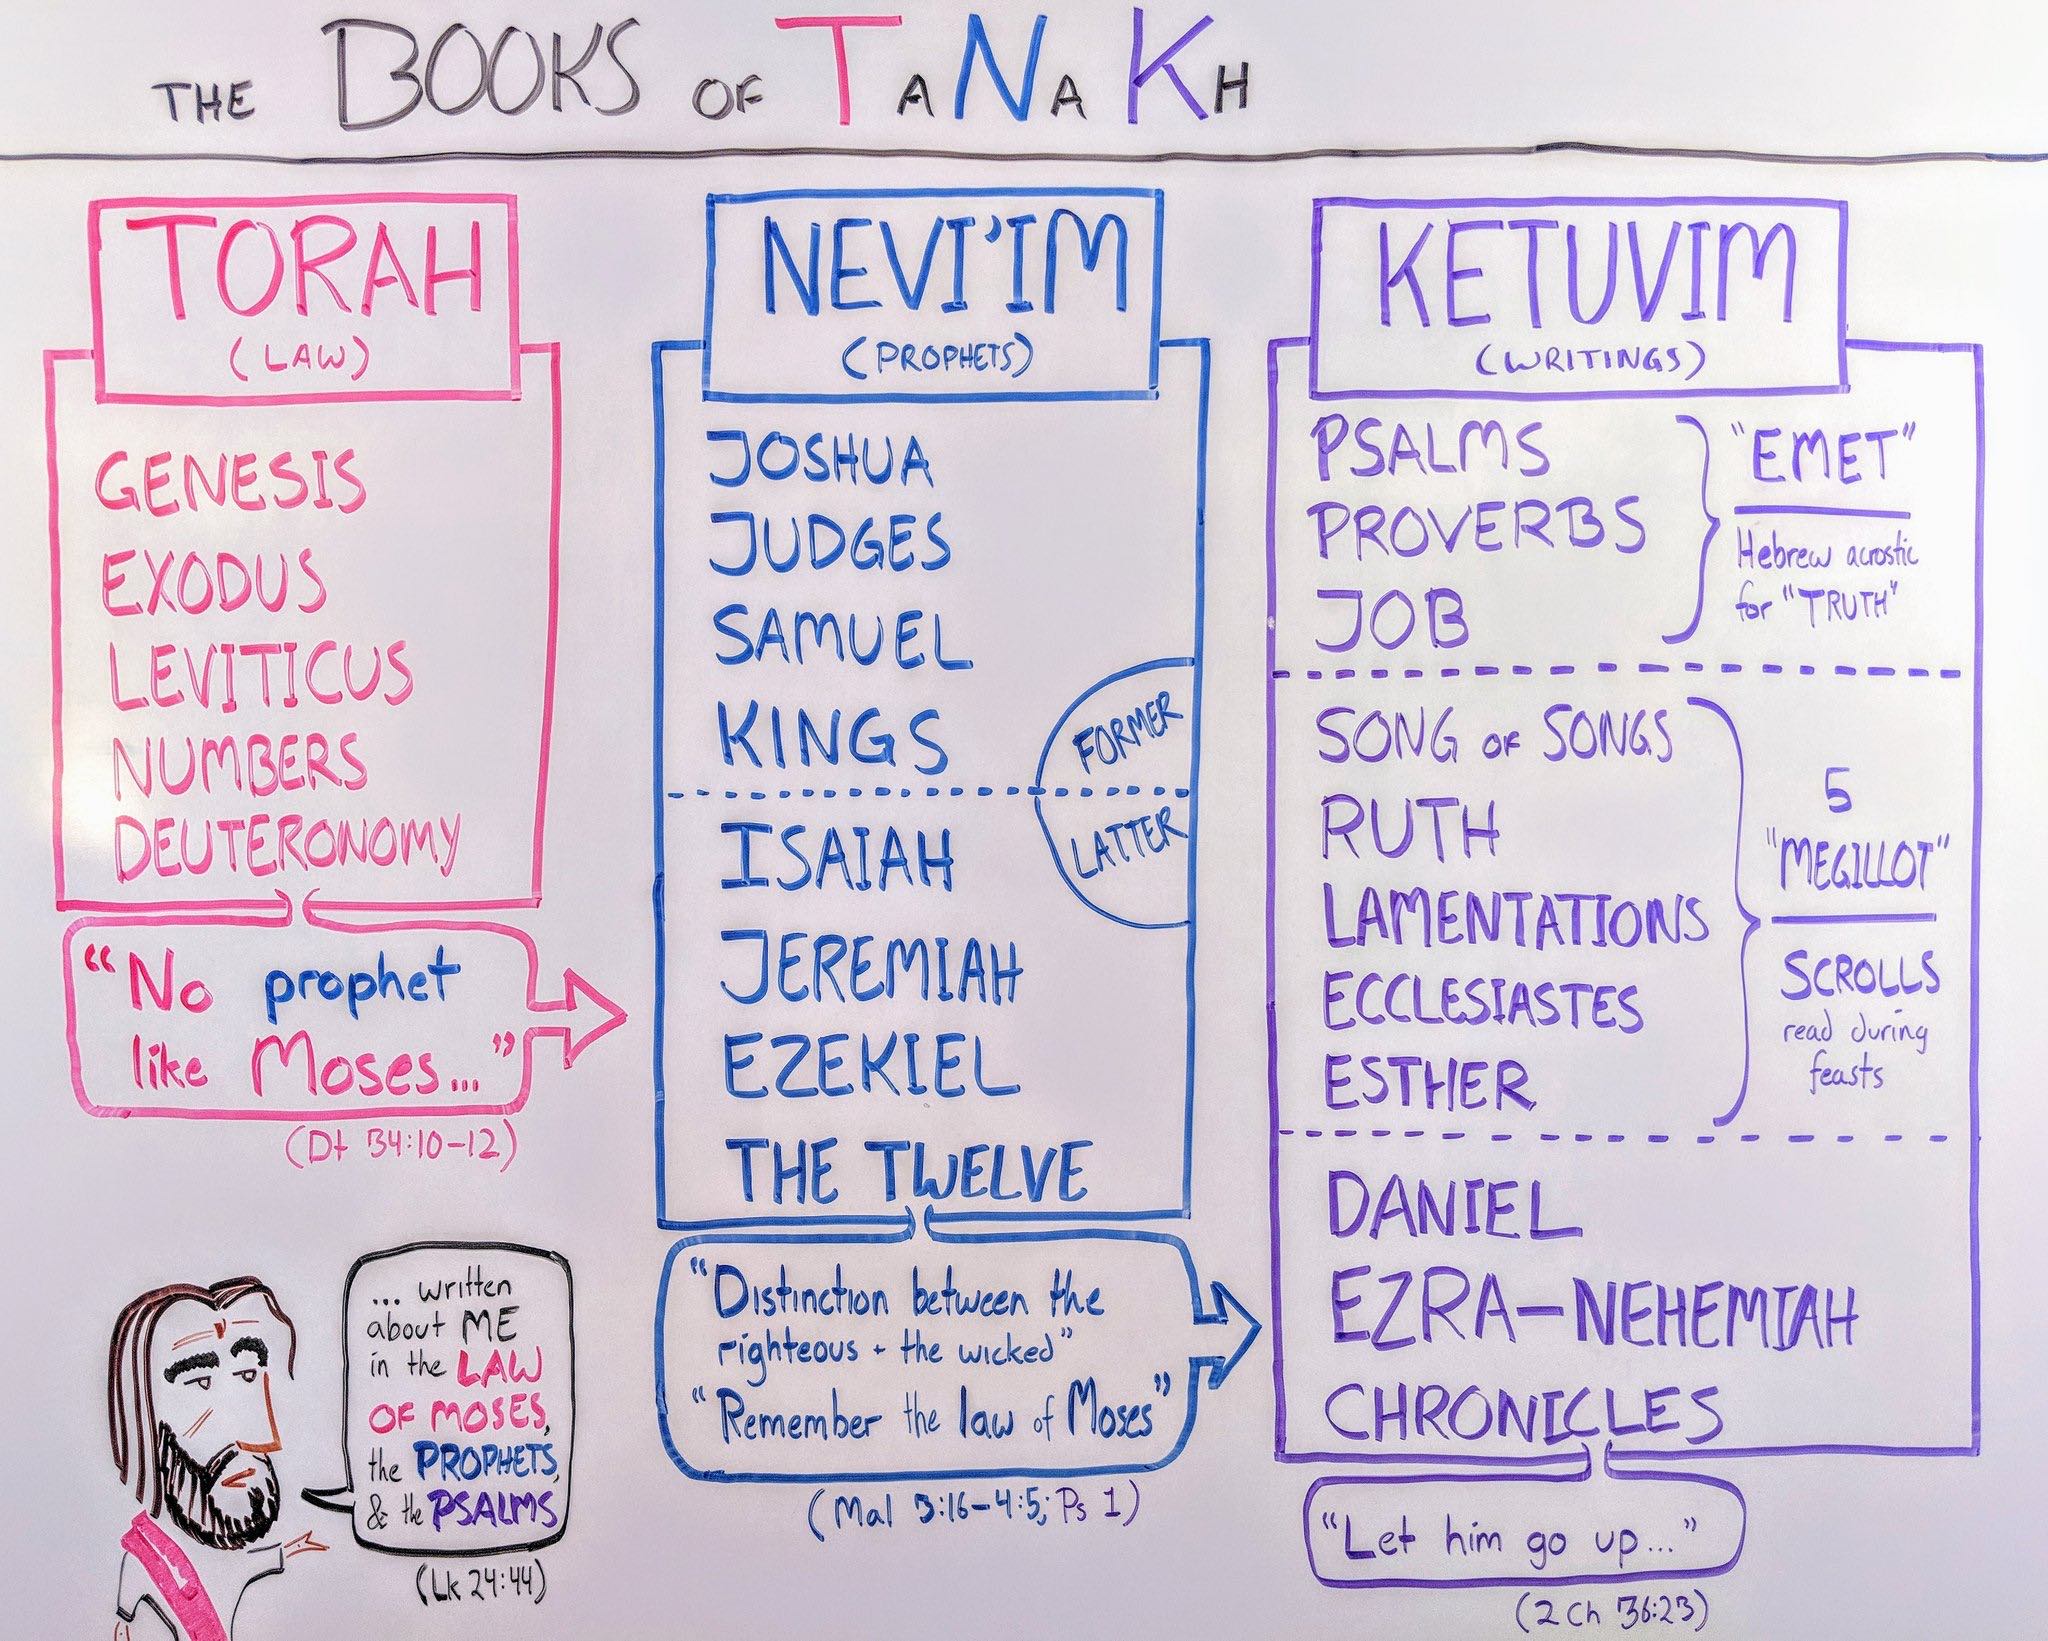 THE BOOKS OF TANAKH
TORAH
(LAW)
GENESIS
EXODUS
LEVITICUS
NUMBERS
DEUTERONOMY
"No prophet
like Moses..."
(Dt 34:10-12)
... written
about ME
in the LAW
OF MOSES,
the PROPHETS,
& the PSALMS
(Lk 24:44)
NEVI'IM
(PROPHETS)
JOSHUA
JUDGES
SAMUEL
KINGS
FORMER
LATTER
ISAIAH
JEREMIAH
EZEKIEL
THE TWELVE
"Distinction between the
righteous + the wicked"
"Remember the law of Moses"
(Mal 3:16-4:5; Ps 1)
KETUVIM
(WRITINGS)
PSALMS
PROVERBS
JOB
"EMET"
Hebrew acrostic
for "TRUTH"
SONG OF SONGS
RUTH
LAMENTATIONS
ECCLESIASTES
ESTHER
5
"MEGILLOT"
SCROLLS
read during
feasts
DANIEL
EZRA-NEHEMIAH
CHRONICLES
"Let him go up..."
(2 Ch 36:23)